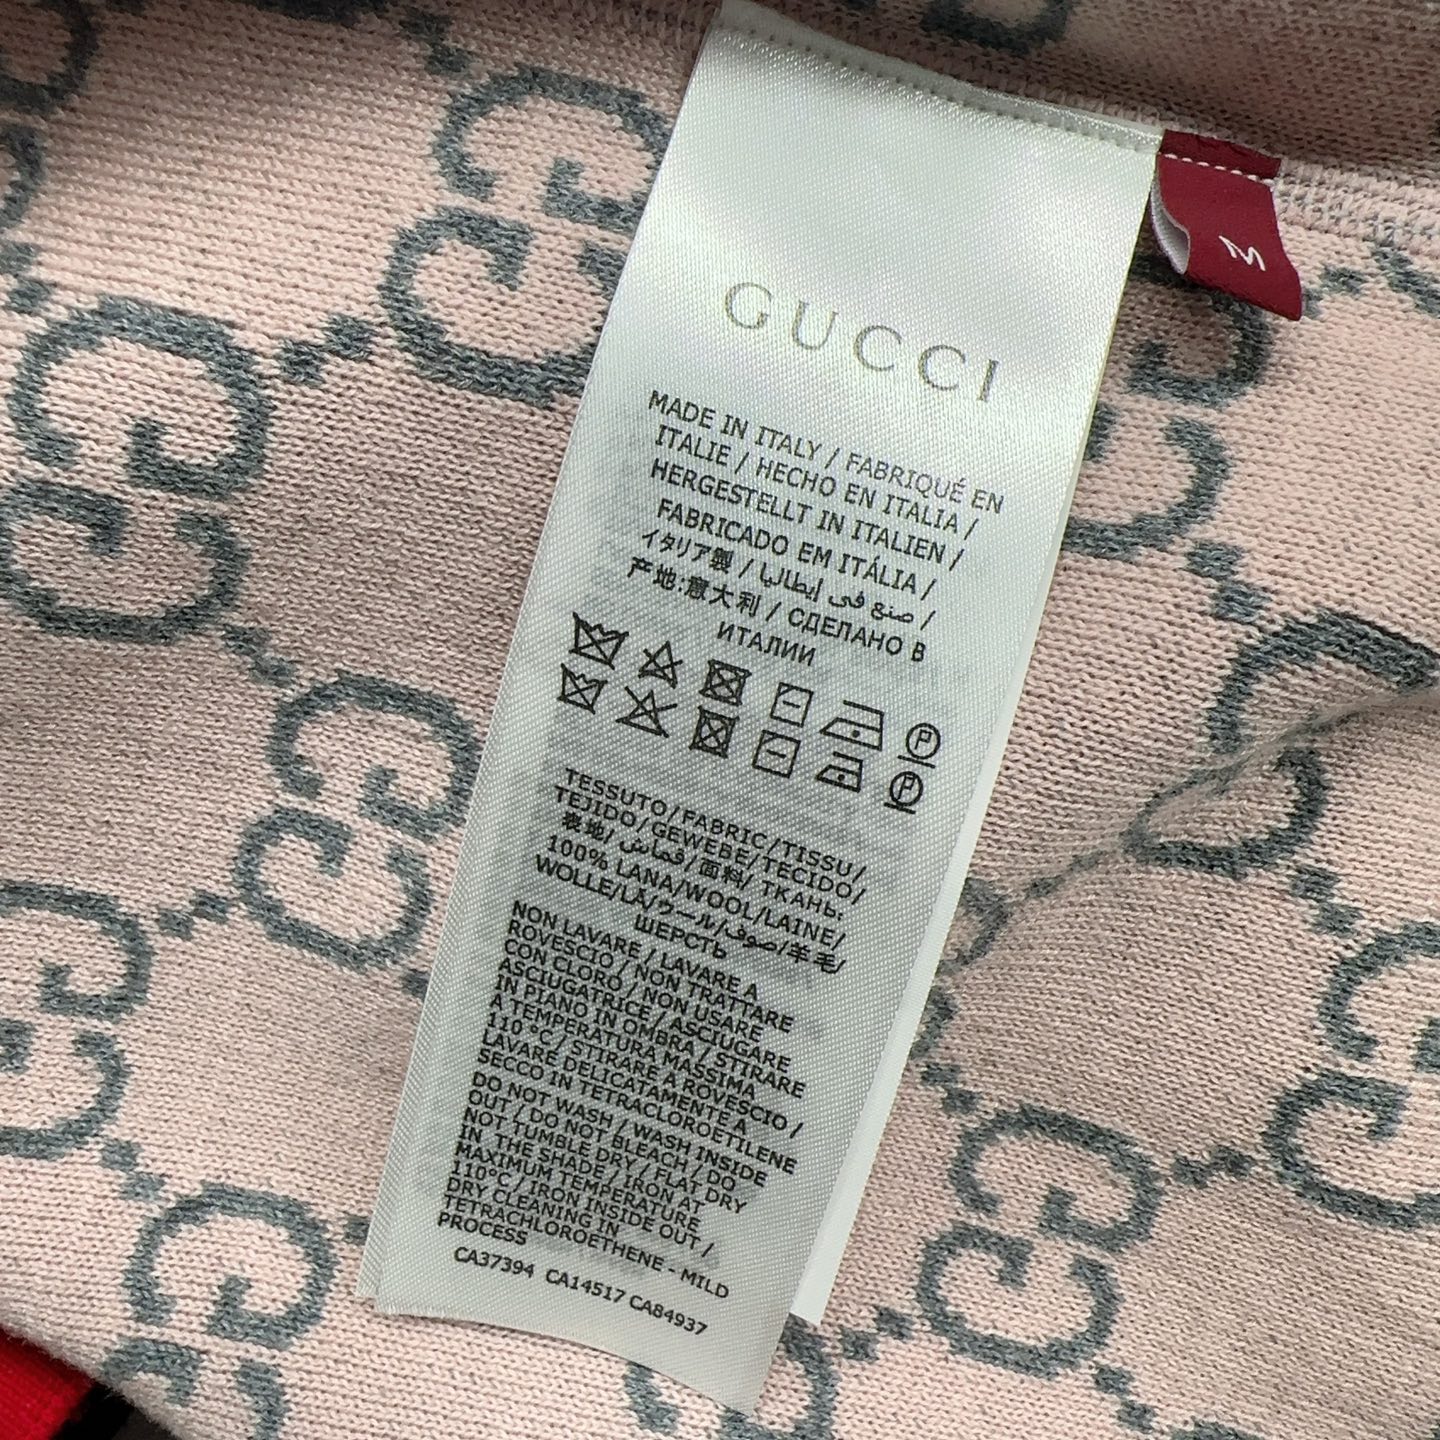 GUCCI
MADE IN ITALY / FABRIQUÉ EN
ITALIE / HECHO EN ITALIA /
HERGESTELLT IN ITALIEN /
FABRICADO EM ITÁLIA /
イタリア製 / صنع في إيطاليا /
产地:意大利 / СДЕЛАНО В
ИТАЛИИ
P
P
TESSUTO/FABRIC/TISSU/
TEJIDO/GEWEBE/TECIDO/
表地/ قماش /面料/ ТКАНЬ:
100% LANA/WOOL/LAINE/
WOLLE/LÃ/ウール/صوف/羊毛/
ШЕРСТЬ
NON LAVARE / LAVARE A
ROVESCIO / NON TRATTARE
CON CLORO / NON USARE
ASCIUGATRICE / ASCIUGARE
IN PIANO IN OMBRA / STIRARE
A TEMPERATURA MASSIMA
110 °C / STIRARE A ROVESCIO /
LAVARE DELICATAMENTE A
SECCO IN TETRACLOROETILENE
DO NOT WASH / WASH INSIDE
OUT / DO NOT BLEACH / DO
NOT TUMBLE DRY / FLAT DRY
IN THE SHADE / IRON AT
MAXIMUM TEMPERATURE
110°C / IRON INSIDE OUT /
DRY CLEANING IN
TETRACHLOROETHENE - MILD
PROCESS
CA37394 CA14517 CA84937
M